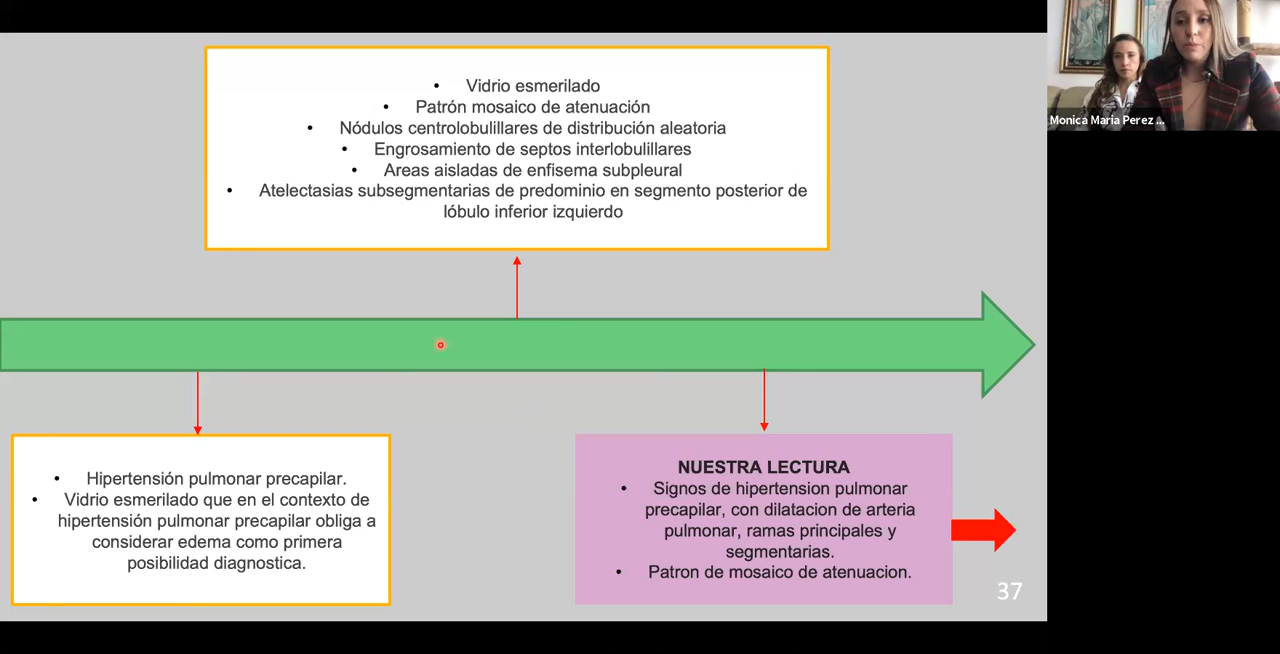 • Vidrio esmerilado
• Patrón mosaico de atenuación
• Nódulos centrolobulillares de distribución aleatoria
• Engrosamiento de septos interlobulillares
• Areas aisladas de enfisema subpleural
• Atelectasias subsegmentarias de predominio en segmento posterior de
lóbulo inferior izquierdo
Monica Maria Perez ...
• Hipertensión pulmonar precapilar.
• Vidrio esmerilado que en el contexto de
hipertensión pulmonar precapilar obliga a
considerar edema como primera
posibilidad diagnostica.
NUESTRA LECTURA
• Signos de hipertension pulmonar
precapilar, con dilatacion de arteria
pulmonar, ramas principales y
segmentarias.
• Patron de mosaico de atenuacion.
37